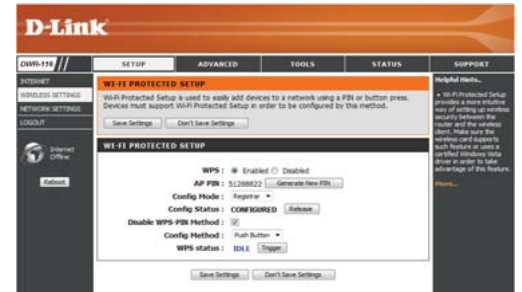 D-Link
DWR-116
SETUP
ADVANCED
TOOLS
STATUS
SUPPORT
INTERNET
WIRELESS SETTINGS
NETWORK SETTINGS
LOGOUT
Internet
Offline
Reboot
WI-FI PROTECTED SETUP
Wi-Fi Protected Setup is used to easily add devices to a network using a PIN or button press.
Devices must support Wi-Fi Protected Setup in order to be configured by this method.
Save Settings Don't Save Settings
WI-FI PROTECTED SETUP
WPS : Enabled Disabled
AP PIN : 51288822 Generate New PIN
Config Mode : Registrar
Config Status : CONFIGURED Release
Disable WPS-PIN Method :
Config Method : Push Button
WPS status : IDLE Trigger
Save Settings Don't Save Settings
Helpful Hints..
• Wi-Fi Protected Setup
provides a more intuitive
way of setting up wireless
security between the
router and the wireless
client. Make sure the
wireless card supports
such feature or uses a
certified Windows Vista
driver in order to take
advantage of this feature.
More...